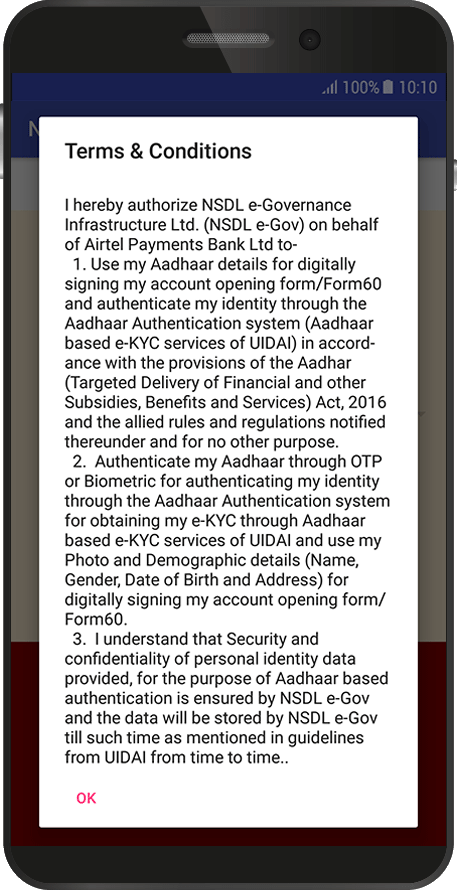 100% 10:10
N
Terms & Conditions
I hereby authorize NSDL e-Governance
Infrastructure Ltd. (NSDL e-Gov) on behalf
of Airtel Payments Bank Ltd to-
1. Use my Aadhaar details for digitally
signing my account opening form/Form60
and authenticate my identity through the
Aadhaar Authentication system (Aadhaar
based e-KYC services of UIDAI) in accord-
ance with the provisions of the Aadhar
(Targeted Delivery of Financial and other
Subsidies, Benefits and Services) Act, 2016
and the allied rules and regulations notified
thereunder and for no other purpose.
2. Authenticate my Aadhaar through OTP
or Biometric for authenticating my identity
through the Aadhaar Authentication system
for obtaining my e-KYC through Aadhaar
based e-KYC services of UIDAI and use my
Photo and Demographic details (Name,
Gender, Date of Birth and Address) for
digitally signing my account opening form/
Form60.
3. I understand that Security and
confidentiality of personal identity data
provided, for the purpose of Aadhaar based
authentication is ensured by NSDL e-Gov
and the data will be stored by NSDL e-Gov
till such time as mentioned in guidelines
from UIDAI from time to time..
OK